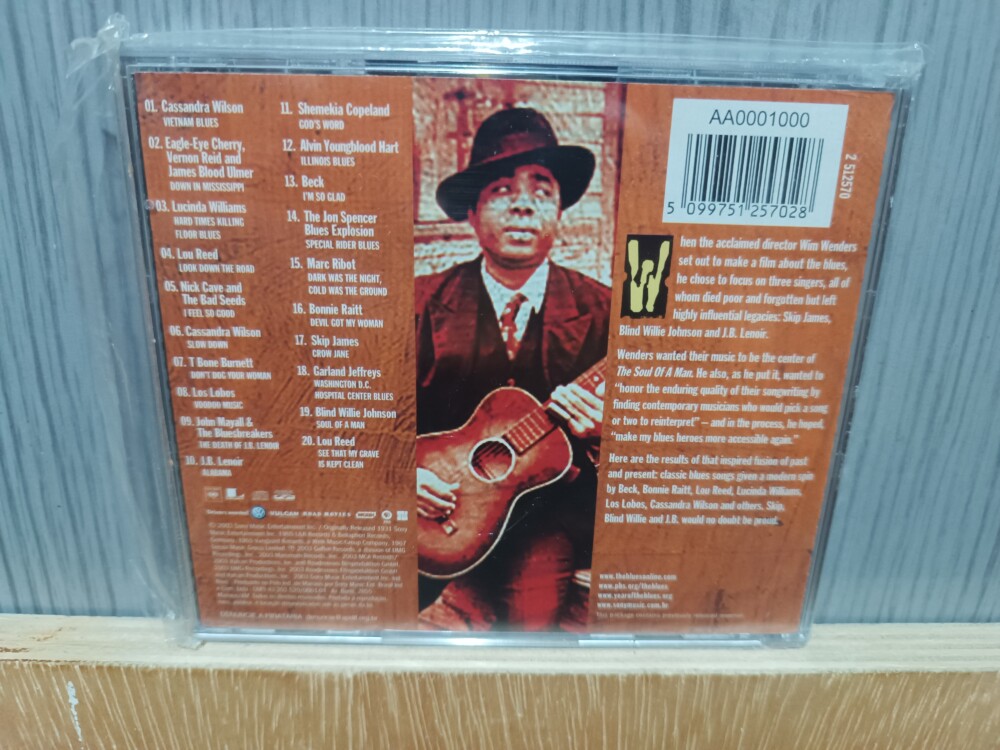 01. Cassandra Wilson
VIETNAM BLUES
02. Eagle-Eye Cherry,
Vernon Reid and
James Blood Ulmer
DOWN IN MISSISSIPPI
03. Lucinda Williams
HARD TIMES KILLING
FLOOR BLUES
04. Lou Reed
LOOK DOWN THE ROAD
05. Nick Cave and
The Bad Seeds
I FEEL SO GOOD
06. Cassandra Wilson
SLOW DOWN
07. T Bone Burnett
DON'T DOG YOUR WOMAN
08. Los Lobos
VOODOO MUSIC
09. John Mayall &
The Bluesbreakers
THE DEATH OF J.B. LENOIR
10. J.B. Lenoir
ALABAMA
11. Shemekia Copeland
GOD'S WORD
12. Alvin Youngblood Hart
ILLINOIS BLUES
13. Beck
I'M SO GLAD
14. The Jon Spencer
Blues Explosion
SPECIAL RIDER BLUES
15. Marc Ribot
DARK WAS THE NIGHT,
COLD WAS THE GROUND
16. Bonnie Raitt
DEVIL GOT MY WOMAN
17. Skip James
CROW JANE
18. Garland Jeffreys
WASHINGTON D.C.
HOSPITAL CENTER BLUES
19. Blind Willie Johnson
SOUL OF A MAN
20. Lou Reed
SEE THAT MY GRAVE
IS KEPT CLEAN
AA0001000
5 099751 257028
2 512570
When the acclaimed director Wim Wenders
set out to make a film about the blues,
he chose to focus on three singers, all of
whom died poor and forgotten but left
highly influential legacies: Skip James,
Blind Willie Johnson and J.B. Lenoir.
Wenders wanted their music to be the center of
The Soul Of A Man. He also, as he put it, wanted to
"honor the enduring quality of their songwriting by
finding contemporary musicians who would pick a song
or two to reinterpret" – and in the process, he hoped,
"make my blues heroes more accessible again."
Here are the results of that inspired fusion of past
and present: classic blues songs given a modern spin
by Beck, Bonnie Raitt, Lou Reed, Lucinda Williams,
Los Lobos, Cassandra Wilson and others. Skip,
Blind Willie and J.B. would no doubt be proud.
VULCAN ROAD MOVIES
www.thebluesonline.com
www.pbs.org/theblues
www.yearoftheblues.org
www.sonymusic.com.br